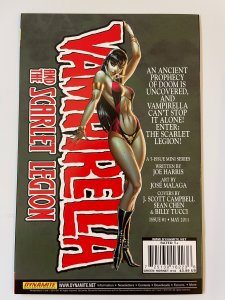 VAMPIRELLA
AND THE SCARLET LEGION
AN ANCIENT
PROPHECY
OF DOOM IS
UNCOVERED,
AND
VAMPIRELLA
CAN'T STOP
IT ALONE!
ENTER:
THE SCARLET
LEGION!
A 5-ISSUE MINI SERIES
WRITTEN BY
JOE HARRIS
ART BY
JOSE MALAGA
COVERS BY
J. SCOTT CAMPBELL
SEAN CHEN
& BILLY TUCCI
ISSUE #1 • MAY 2011
DYNAMITE
WWW.DYNAMITE.NET